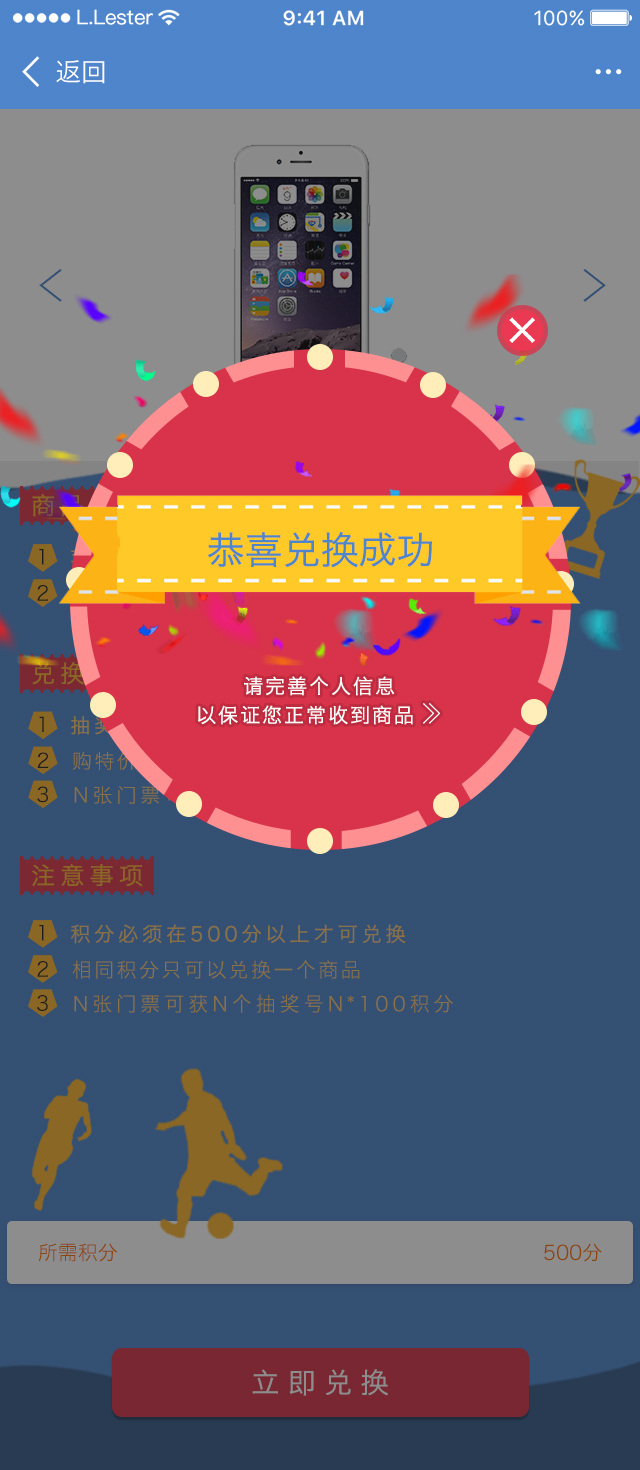 L.Lester 9:41 AM 100%
返回
恭喜兑换成功
请完善个人信息
以保证您正常收到商品
商
1
2
兑换
1 抽奖
2 购特价
3 N张门票
注意事项
1 积分必须在500分以上才可兑换
2 相同积分只可以兑换一个商品
3 N张门票可获N个抽奖号N*100积分
所需积分 500分
立即兑换